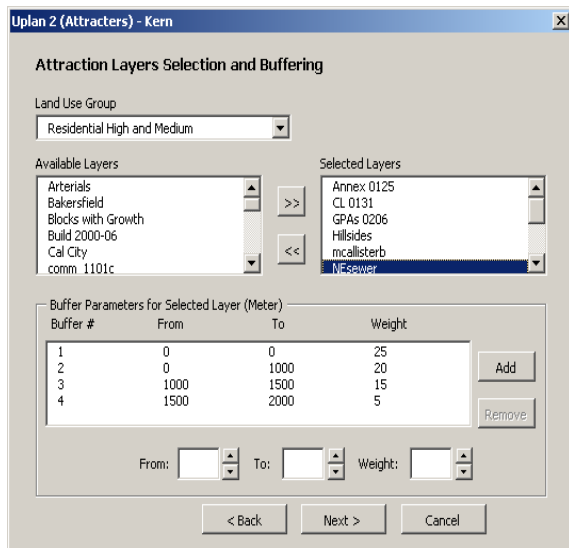 Uplan 2 (Attracters) - Kern
Attraction Layers Selection and Buffering
Land Use Group
Residential High and Medium
Available Layers
Selected Layers
Arterials
Bakersfield
Blocks with Growth
Build 2000-06
Cal City
comm_1101c
>>
<<
Annex 0125
CL 0131
GPAs 0206
Hillsides
mcallisterb
NEsewer
Buffer Parameters for Selected Layer (Meter)
Buffer # From To Weight
1 0 0 25
2 0 1000 20
3 1000 1500 15
4 1500 2000 5
Add
Remove
From: To: Weight:
< Back Next > Cancel